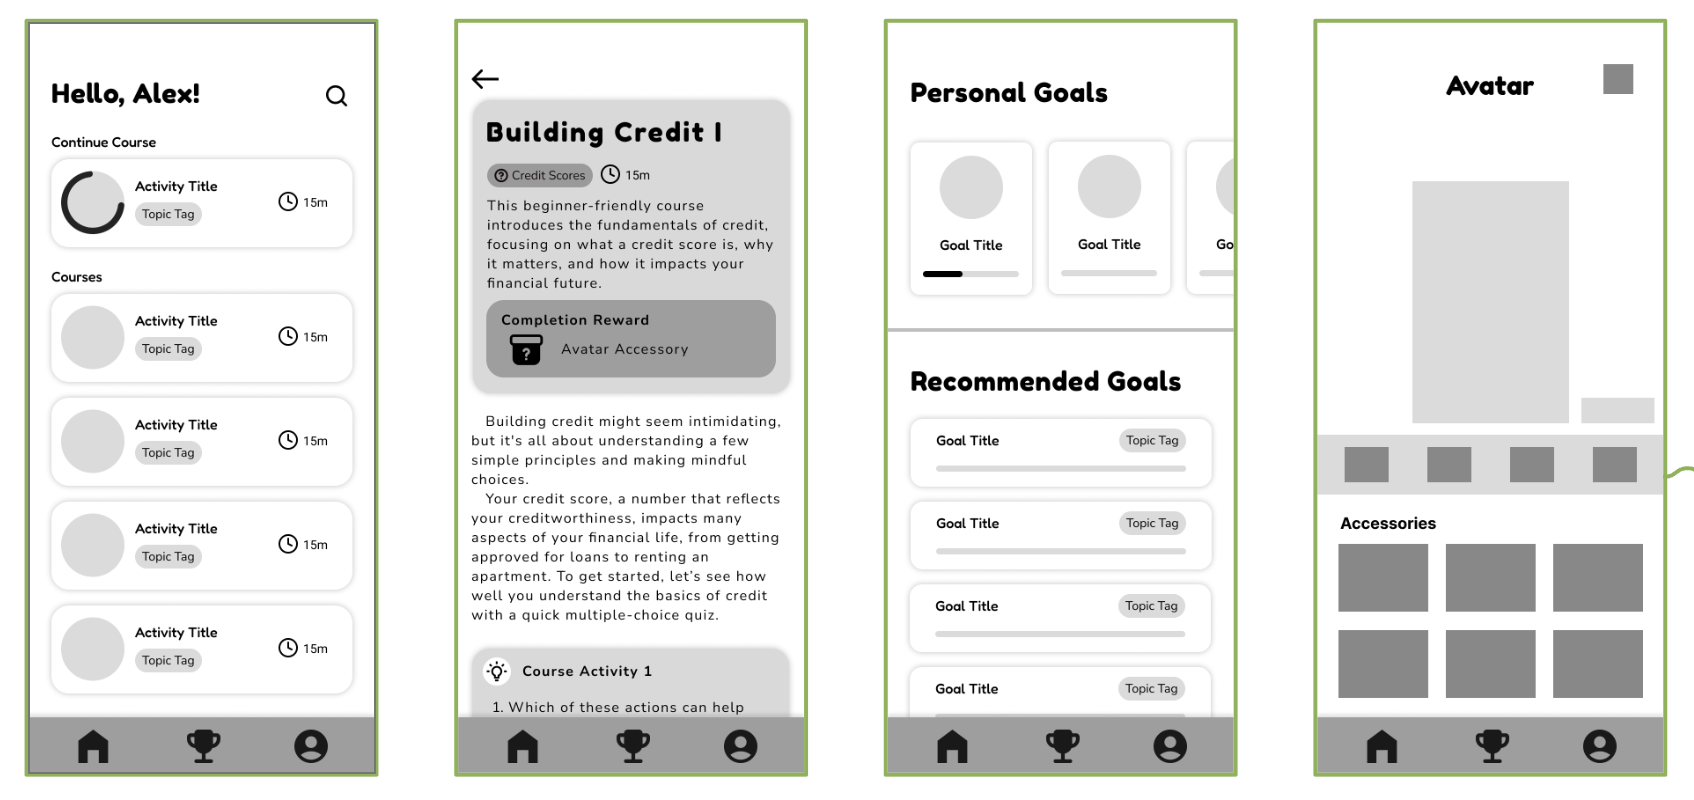 Hello, Alex!
Continue Course
Activity Title
Topic Tag
15m
Courses
Activity Title
Topic Tag
15m
Activity Title
Topic Tag
15m
Activity Title
Topic Tag
15m
Activity Title
Topic Tag
15m
Building Credit I
Credit Scores
15m
This beginner-friendly course
introduces the fundamentals of credit,
focusing on what a credit score is, why
it matters, and how it impacts your
financial future.
Completion Reward
?
Avatar Accessory
Building credit might seem intimidating,
but it's all about understanding a few
simple principles and making mindful
choices.
Your credit score, a number that reflects
your creditworthiness, impacts many
aspects of your financial life, from getting
approved for loans to renting an
apartment. To get started, let's see how
well you understand the basics of credit
with a quick multiple-choice quiz.
Course Activity 1
1. Which of these actions can help
Personal Goals
Goal Title
Goal Title
Go
Recommended Goals
Goal Title
Topic Tag
Goal Title
Topic Tag
Goal Title
Topic Tag
Goal Title
Topic Tag
Avatar
Accessories